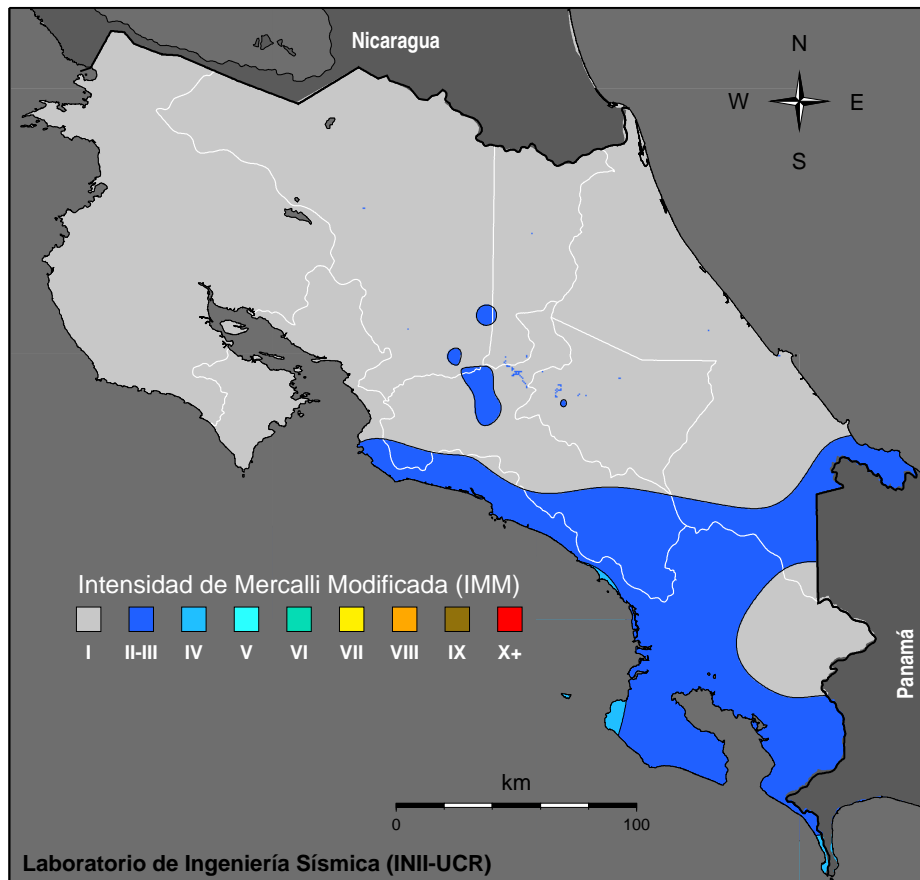 Nicaragua
N
W E
S
Intensidad de Mercalli Modificada (IMM)
I II-III IV V VI VII VIII IX X+
Panamá
km
0 100
Laboratorio de Ingeniería Sísmica (INII-UCR)